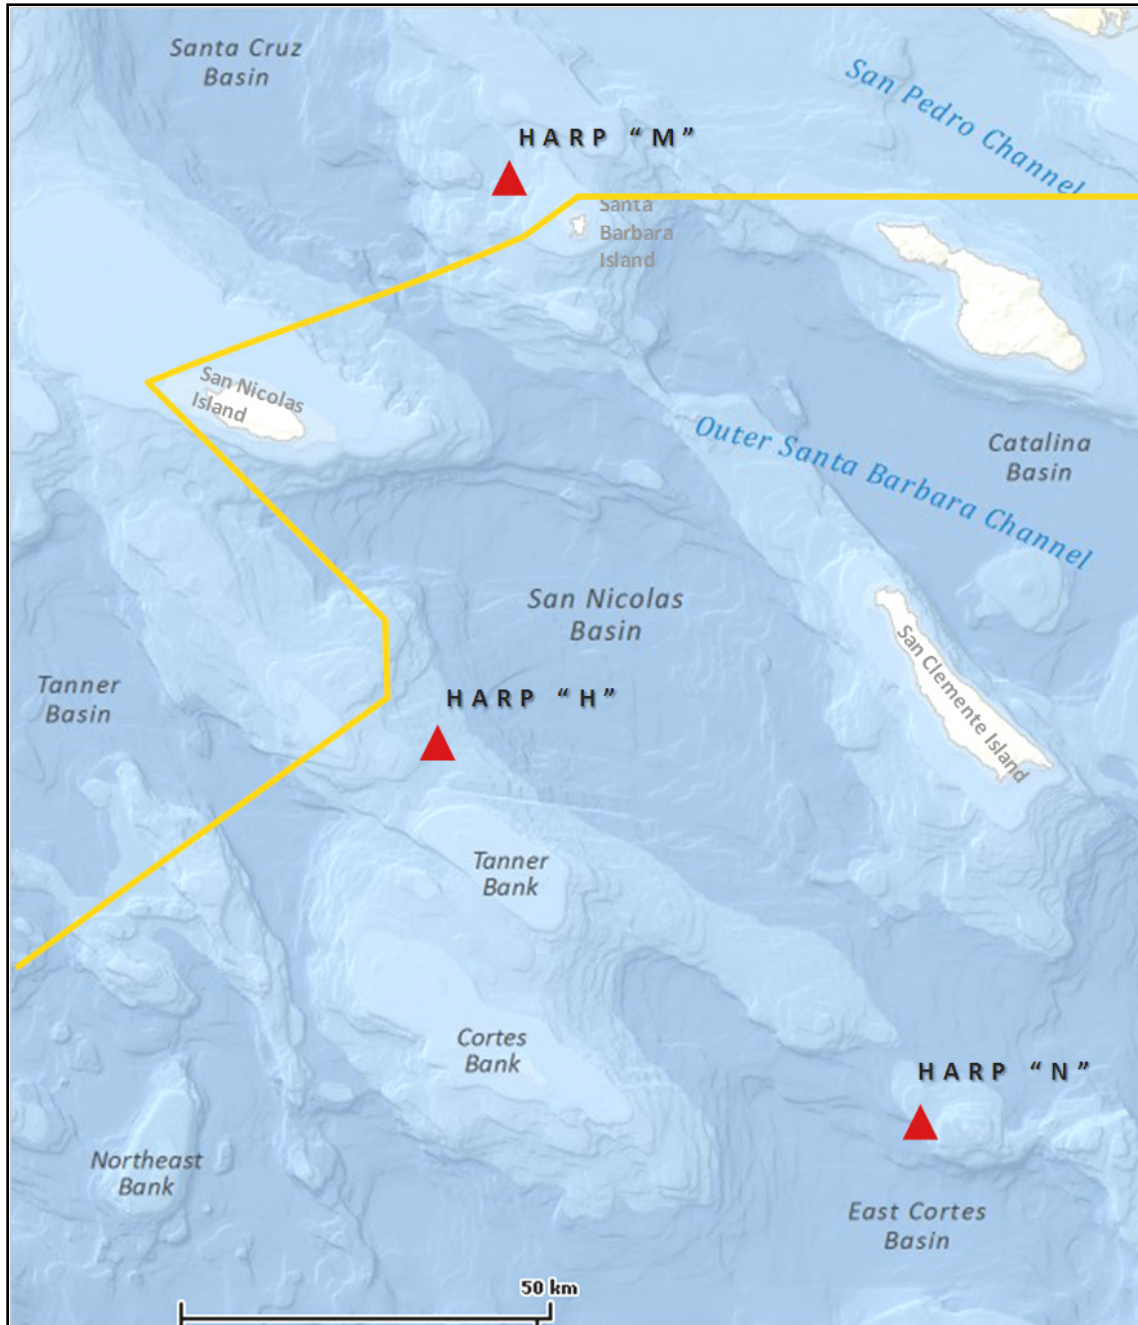 Santa Cruz
Basin
San Pedro Channel
HARP “M”
Santa
Barbara
Island
San Nicolas
Island
Outer Santa Barbara Channel
Catalina
Basin
San Nicolas
Basin
San Clemente Island
Tanner
Basin
HARP “H”
Tanner
Bank
Cortes
Bank
HARP “N”
Northeast
Bank
East Cortes
Basin
50 km